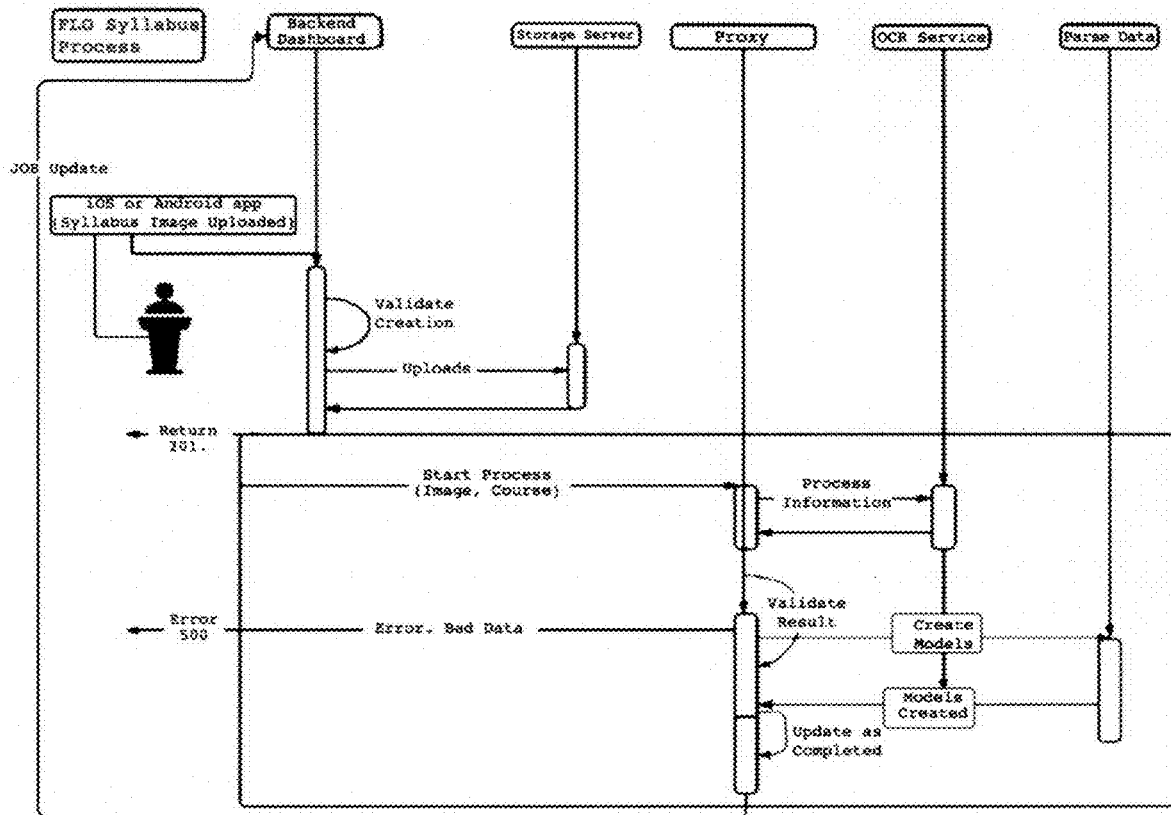 FLO Syllabus
Process
Backend
Dashboard
Storage Server
Proxy
OCR Service
Parse Data
JOB Update
iOS or Android app
(Syllabus Image Uploaded)
Validate
Creation
Uploads
Return
201.
Start Process
(Image, Course)
Process
Information
Validate
Result
Error
500
Error. Bad Data
Create
Models
Models
Created
Update as
Completed